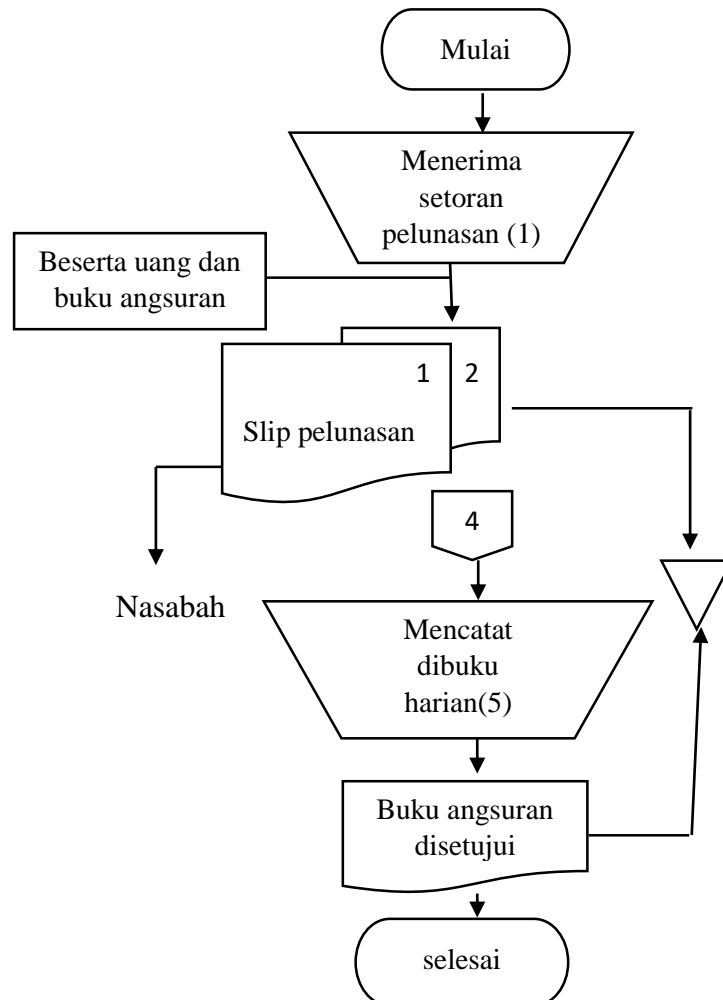 Mulai
Menerima
setoran
pelunasan (1)
Beserta uang dan
buku angsuran
1
2
Slip pelunasan
4
Nasabah
Mencatat
dibuku
harian(5)
Buku angsuran
disetujui
selesai